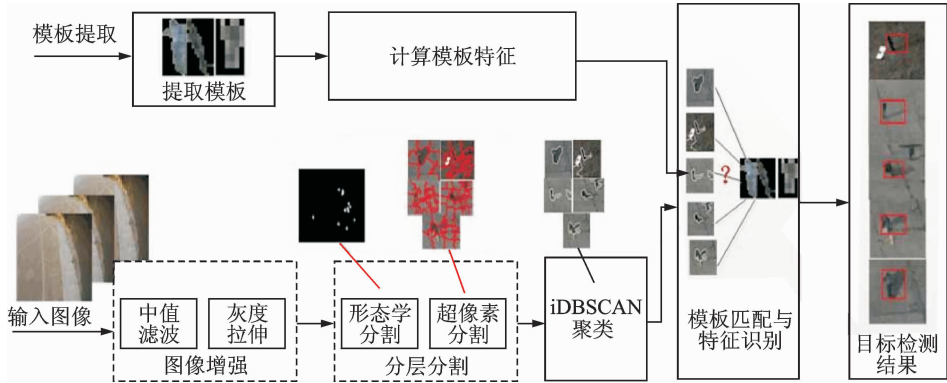 模板提取
提取模板
计算模板特征
?
输入图像
中值
滤波
灰度
拉伸
图像增强
形态学
分割
超像素
分割
分层分割
iDBSCAN
聚类
模板匹配与
特征识别
目标检测
结果